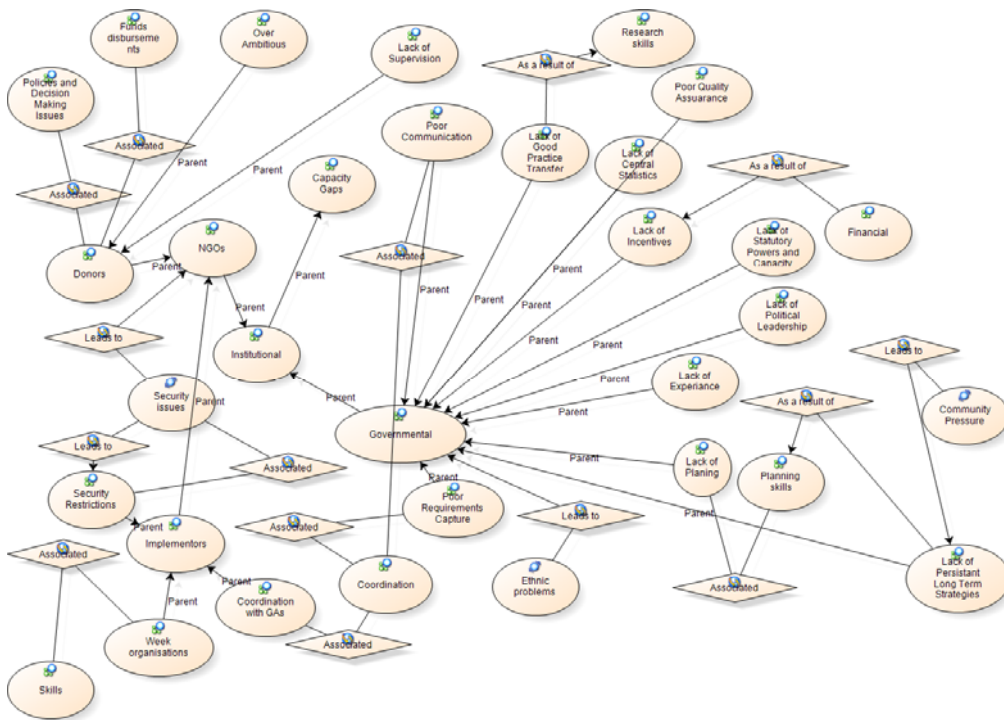 Funds
disburseme
nts
Over
Ambitious
Lack of
Supervision
As a result of
Research
skills
Policies and
Decision
Making
Issues
Poor Quality
Assuarance
Poor
Communication
Associated
Lack of
Good
Practice
Transfer
Lack of
Central
Statistics
Parent
Parent
As a result of
Capacity
Gaps
Associated
Lack of
Incentives
Financial
Lack of
Statutory
Powers and
Capacity
NGOs
Associated
Donors
Parent
Parent
Parent
Parent
Parent
Lack of
Political
Leadership
Parent
Parent
Leads to
Institutional
Parent
Leads to
Lack of
Experiance
Parent
Security
issues
Parent
As a result of
Community
Pressure
Parent
Governmental
Leads to
Associated
Parent
Lack of
Planing
Planning
skills
Parent
Security
Restrictions
Poor
Requirements
Capture
Leads to
Parent
Parent
Associated
Implementors
Associated
Parent
Coordination
Ethnic
problems
Associated
Lack of
Persistant
Long Term
Strategies
Parent
Coordination
with GAs
Week
organisations
Associated
Skills